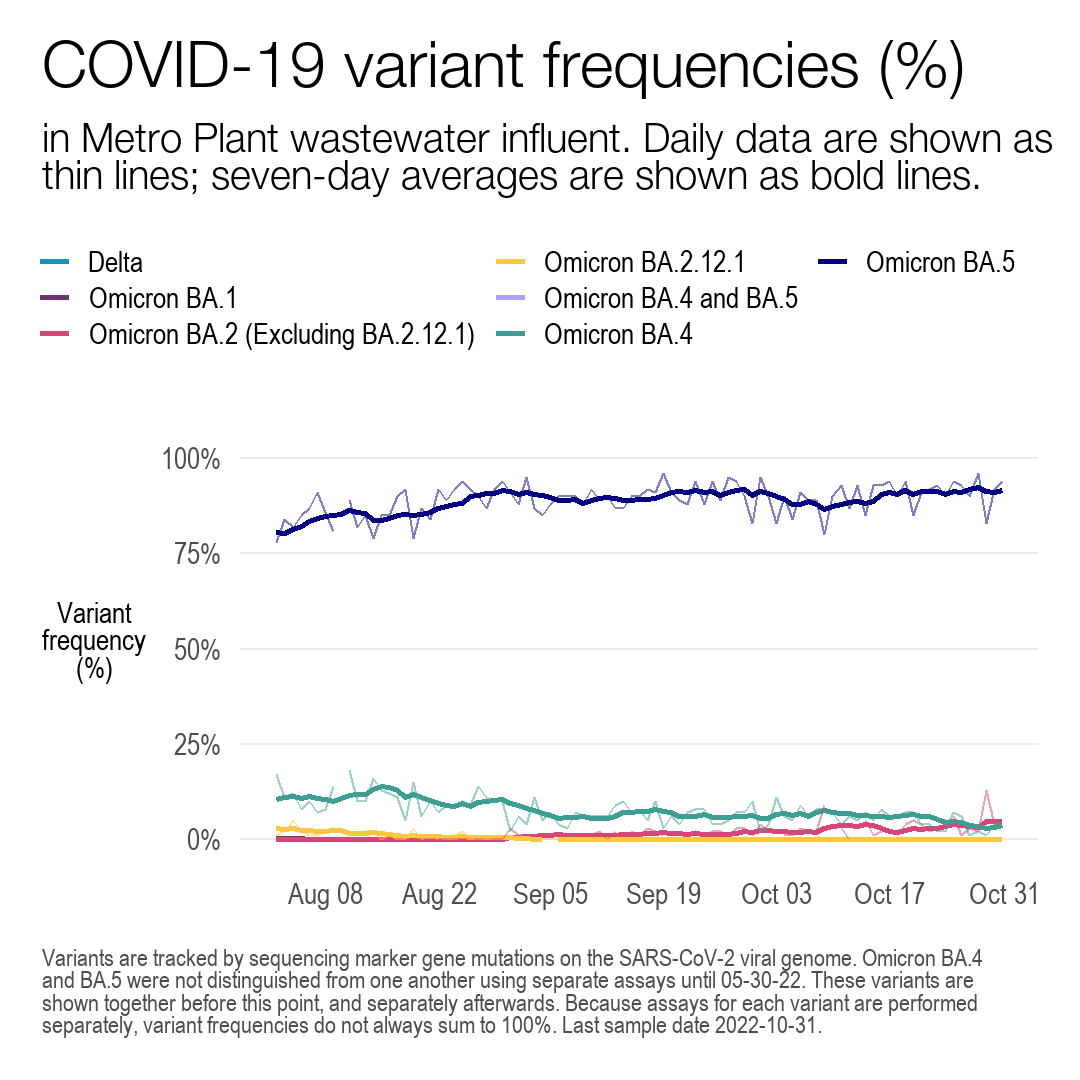 COVID-19 variant frequencies (%)
in Metro Plant wastewater influent. Daily data are shown as
thin lines; seven-day averages are shown as bold lines.
Delta
Omicron BA.1
Omicron BA.2 (Excluding BA.2.12.1)
Omicron BA.2.12.1
Omicron BA.4 and BA.5
Omicron BA.4
Omicron BA.5
Variant
frequency
(%)
100%
75%
50%
25%
0%
Aug 08 Aug 22 Sep 05 Sep 19 Oct 03 Oct 17 Oct 31
Variants are tracked by sequencing marker gene mutations on the SARS-CoV-2 viral genome. Omicron BA.4
and BA.5 were not distinguished from one another using separate assays until 05-30-22. These variants are
shown together before this point, and separately afterwards. Because assays for each variant are performed
separately, variant frequencies do not always sum to 100%. Last sample date 2022-10-31.